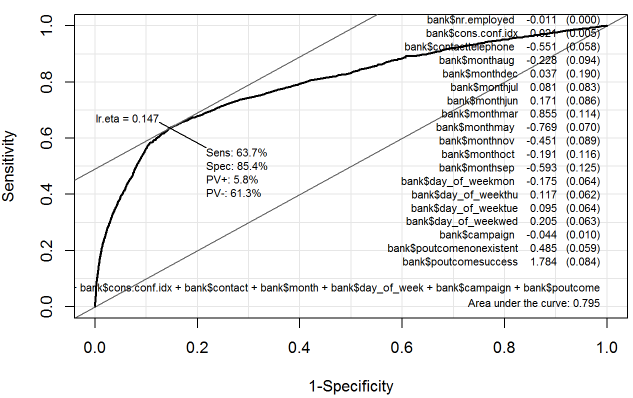 bank$nr.employed -0.011 (0.000)
bank$cons.conf.idx 0.021 (0.005)
bank$contacttelephone -0.551 (0.058)
bank$monthaug -0.228 (0.094)
bank$monthdec 0.037 (0.190)
bank$monthjul 0.081 (0.083)
bank$monthjun 0.171 (0.086)
bank$monthmar 0.855 (0.114)
bank$monthmay -0.769 (0.070)
bank$monthnov -0.451 (0.089)
bank$monthoct -0.191 (0.116)
bank$monthsep -0.593 (0.125)
bank$day_of_weekmon -0.175 (0.064)
bank$day_of_weekthu 0.117 (0.062)
bank$day_of_weektue 0.095 (0.064)
bank$day_of_weekwed 0.205 (0.063)
bank$campaign -0.044 (0.010)
bank$poutcomenonexistent 0.485 (0.059)
bank$poutcomesuccess 1.784 (0.084)
lr.eta = 0.147
Sens: 63.7%
Spec: 85.4%
PV+: 5.8%
PV-: 61.3%
bank$cons.conf.idx + bank$contact + bank$month + bank$day_of_week + bank$campaign + bank$poutcome
Area under the curve: 0.795
Sensitivity
1.0
0.8
0.6
0.4
0.2
0.0
0.0 0.2 0.4 0.6 0.8 1.0
1-Specificity